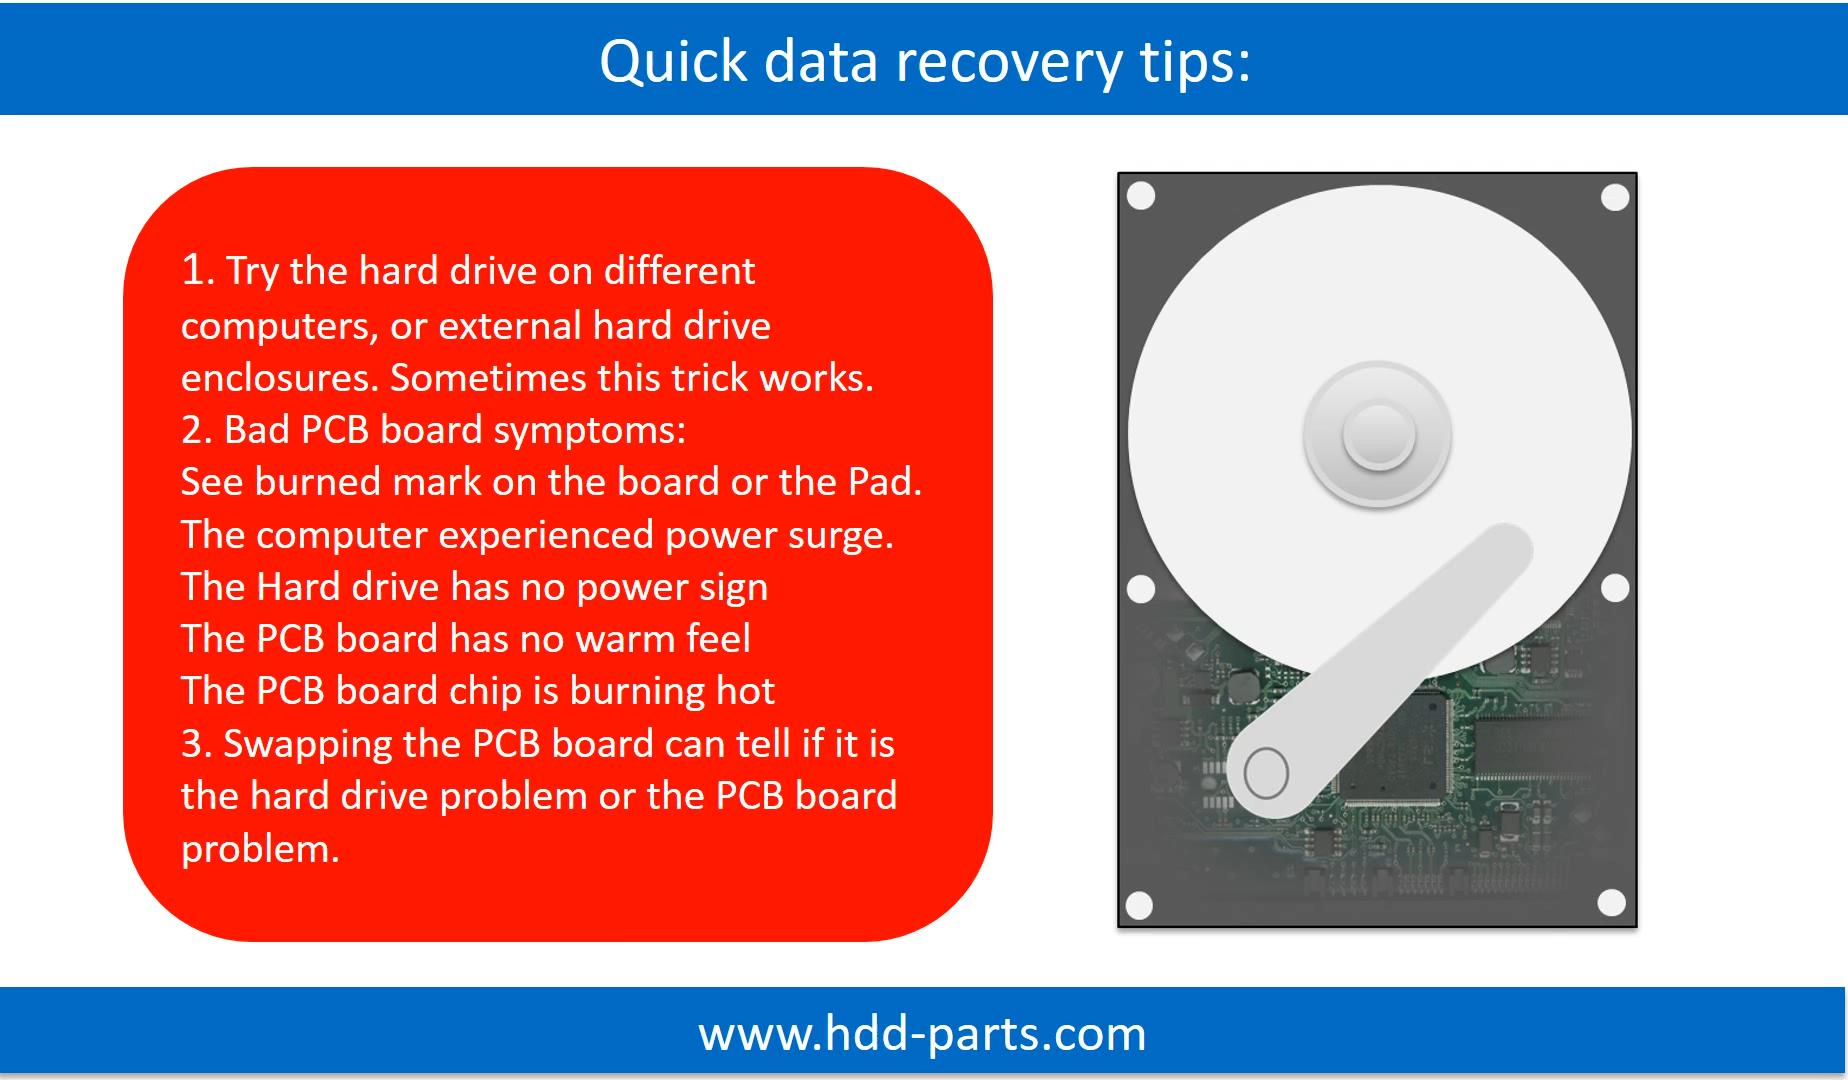 Quick data recovery tips:
1. Try the hard drive on different
computers, or external hard drive
enclosures. Sometimes this trick works.
2. Bad PCB board symptoms:
See burned mark on the board or the Pad.
The computer experienced power surge.
The Hard drive has no power sign
The PCB board has no warm feel
The PCB board chip is burning hot
3. Swapping the PCB board can tell if it is
the hard drive problem or the PCB board
problem.
www.hdd-parts.com